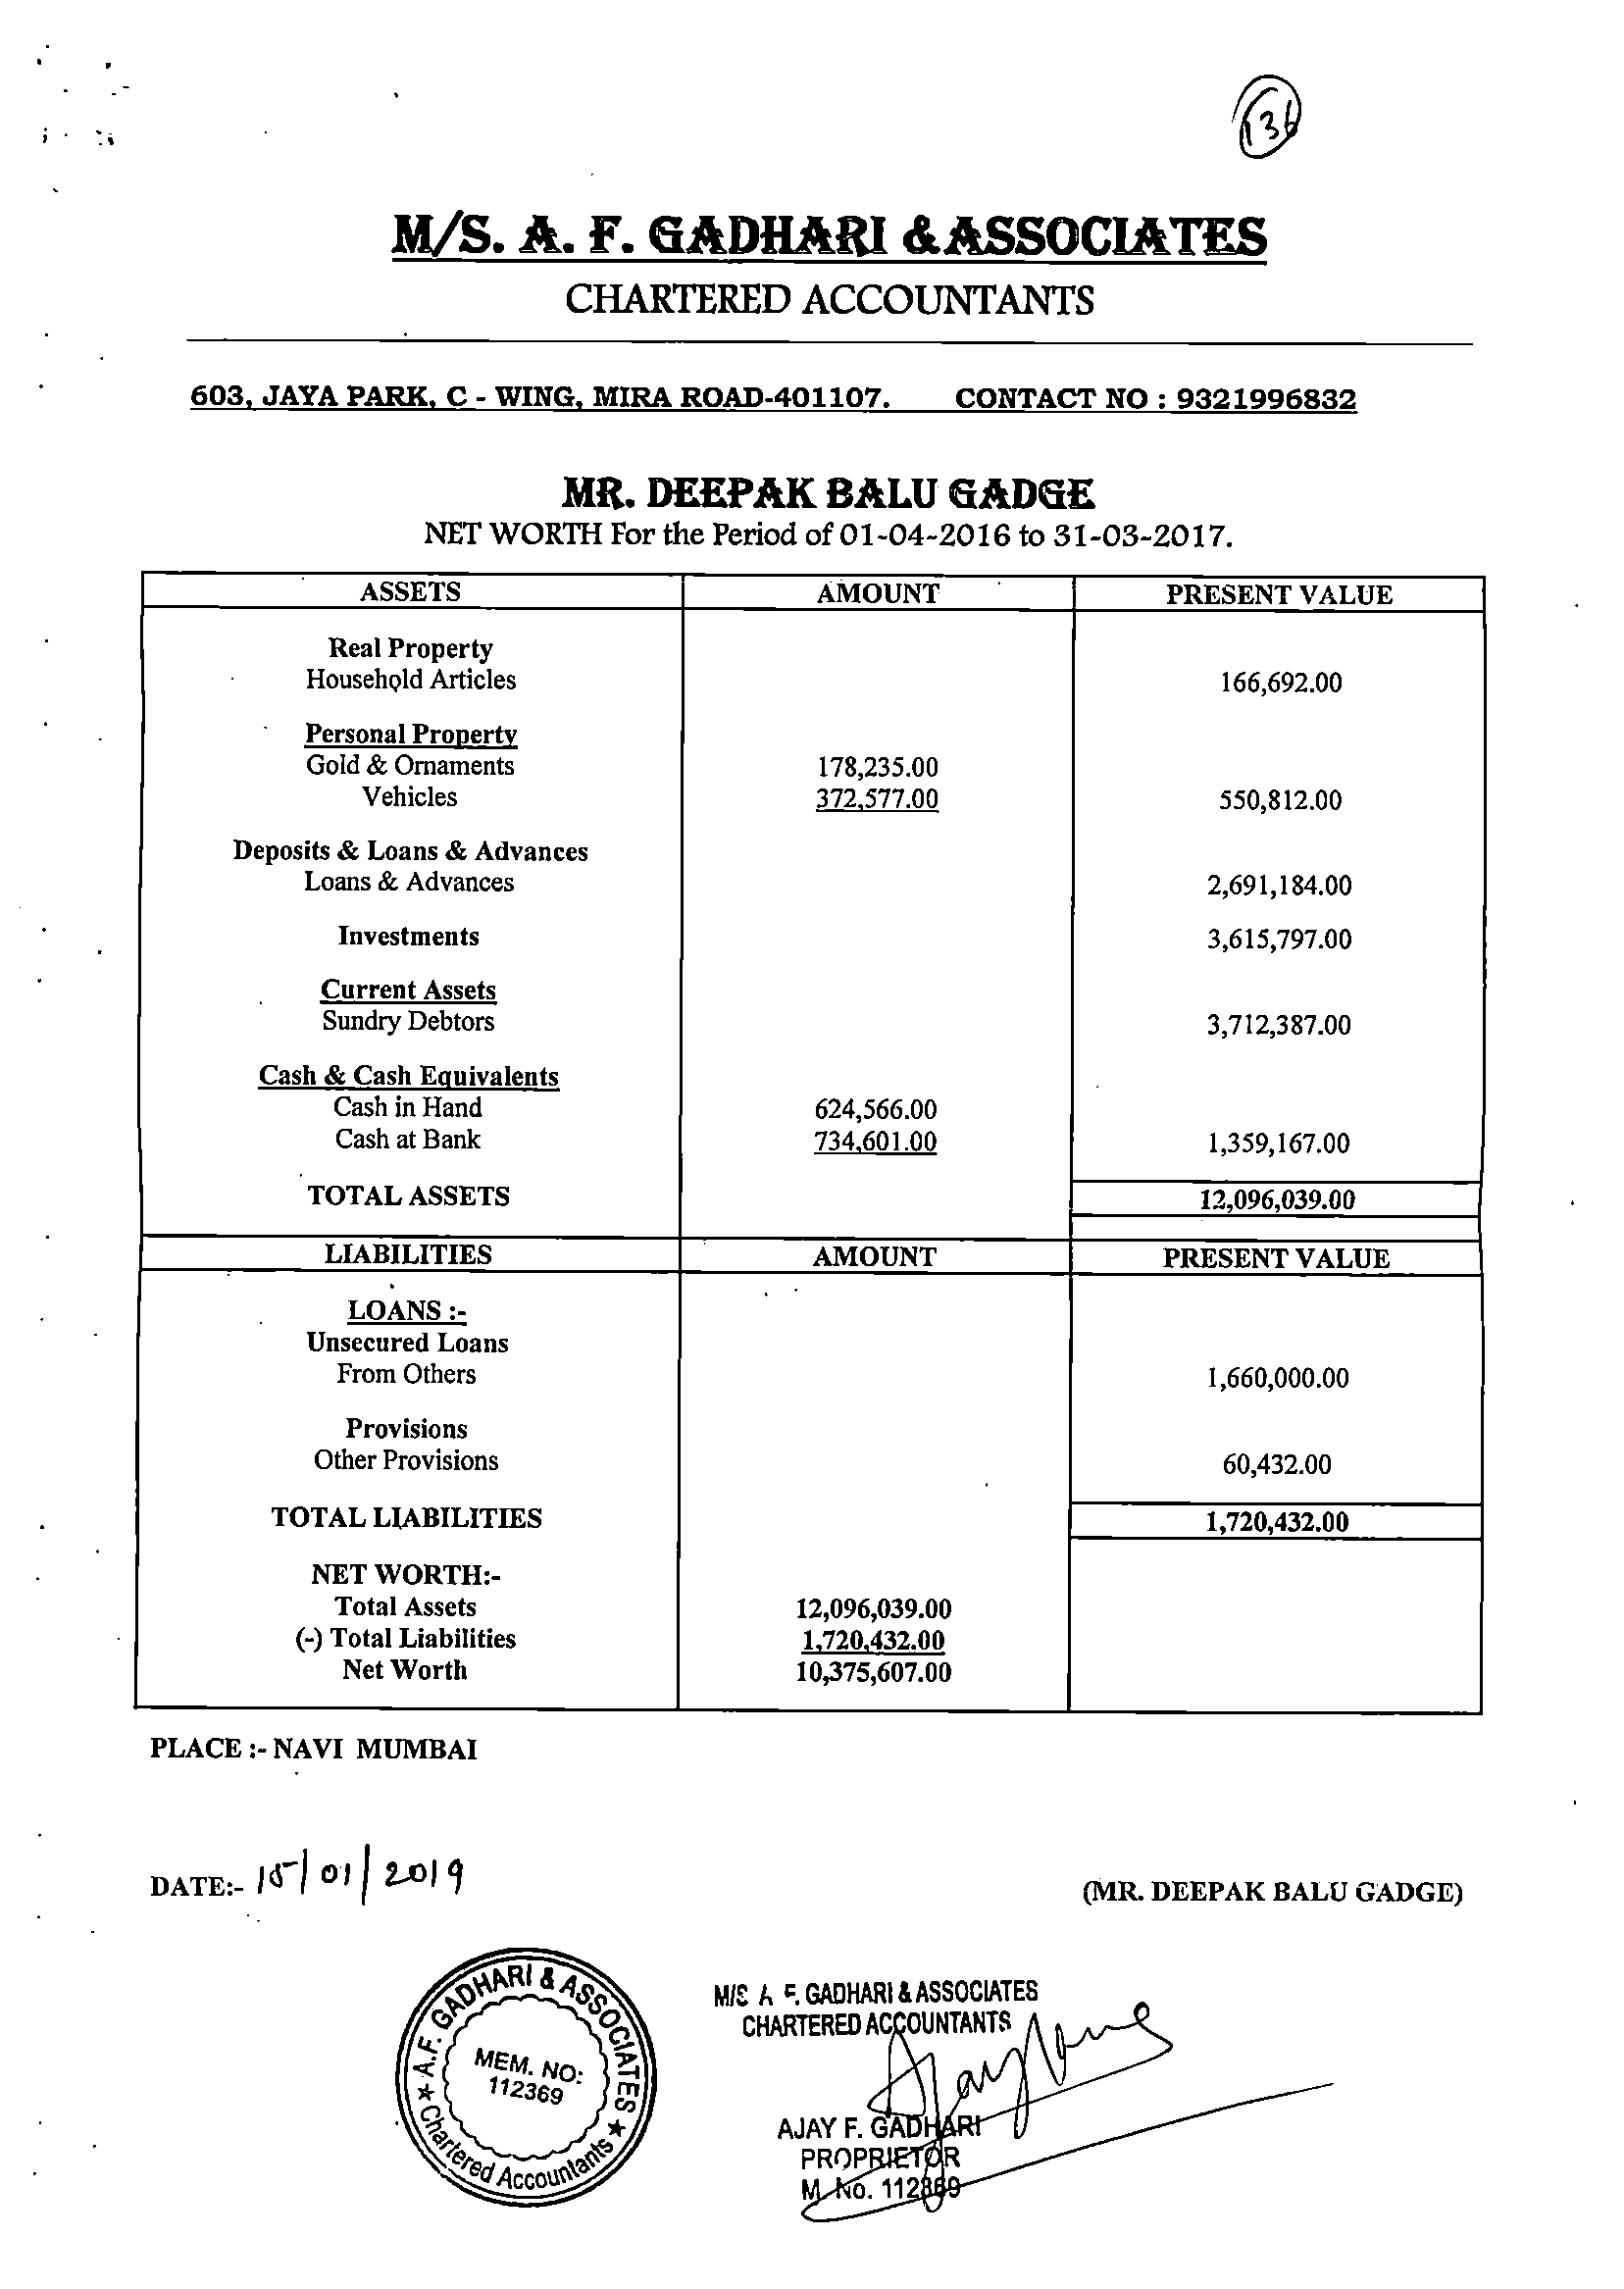 136
M/S. A. F. GADHARI & ASSOCIATES
CHARTERED ACCOUNTANTS
603, JAYA PARK, C - WING, MIRA ROAD-401107. CONTACT NO : 9321996832
MR. DEEPAK BALU GADGE
NET WORTH For the Period of 01-04-2016 to 31-03-2017.
ASSETS AMOUNT PRESENT VALUE
Real Property
Household Articles 166,692.00
Personal Property
Gold & Ornaments 178,235.00
Vehicles 372,577.00 550,812.00
Deposits & Loans & Advances
Loans & Advances 2,691,184.00
Investments 3,615,797.00
Current Assets
Sundry Debtors 3,712,387.00
Cash & Cash Equivalents
Cash in Hand 624,566.00
Cash at Bank 734,601.00 1,359,167.00
TOTAL ASSETS 12,096,039.00
LIABILITIES AMOUNT PRESENT VALUE
LOANS :-
Unsecured Loans
From Others 1,660,000.00
Provisions
Other Provisions 60,432.00
TOTAL LIABILITIES 1,720,432.00
NET WORTH:-
Total Assets 12,096,039.00
(-) Total Liabilities 1,720,432.00
Net Worth 10,375,607.00
PLACE :- NAVI MUMBAI
DATE:- 15/01/2019
(MR. DEEPAK BALU GADGE)
A.F. GADHARI & ASSOCIATES
MEM. NO:
112369
Chartered Accountants
M/S A F. GADHARI & ASSOCIATES
CHARTERED ACCOUNTANTS
AJAY F. GADHARI
PROPRIETOR
M. No. 112369